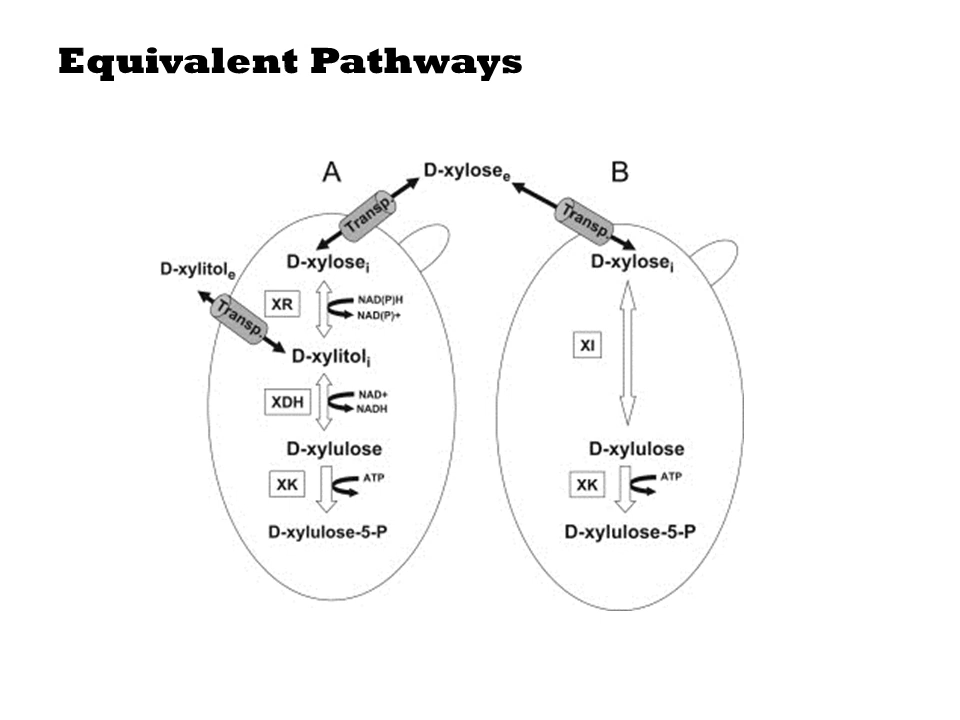 Equivalent Pathways
A
D-xylosee
B
Transp.
Transp.
D-xylitole
D-xylosei
D-xylosei
XR
NAD(P)H
NAD(P)+
Transp.
D-xylitoli
XI
XDH
NAD+
NADH
D-xylulose
D-xylulose
XK
ATP
XK
ATP
D-xylulose-5-P
D-xylulose-5-P